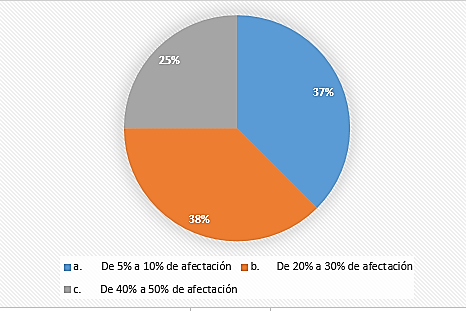 25%
37%
38%
a. De 5% a 10% de afectación b. De 20% a 30% de afectación
c. De 40% a 50% de afectación